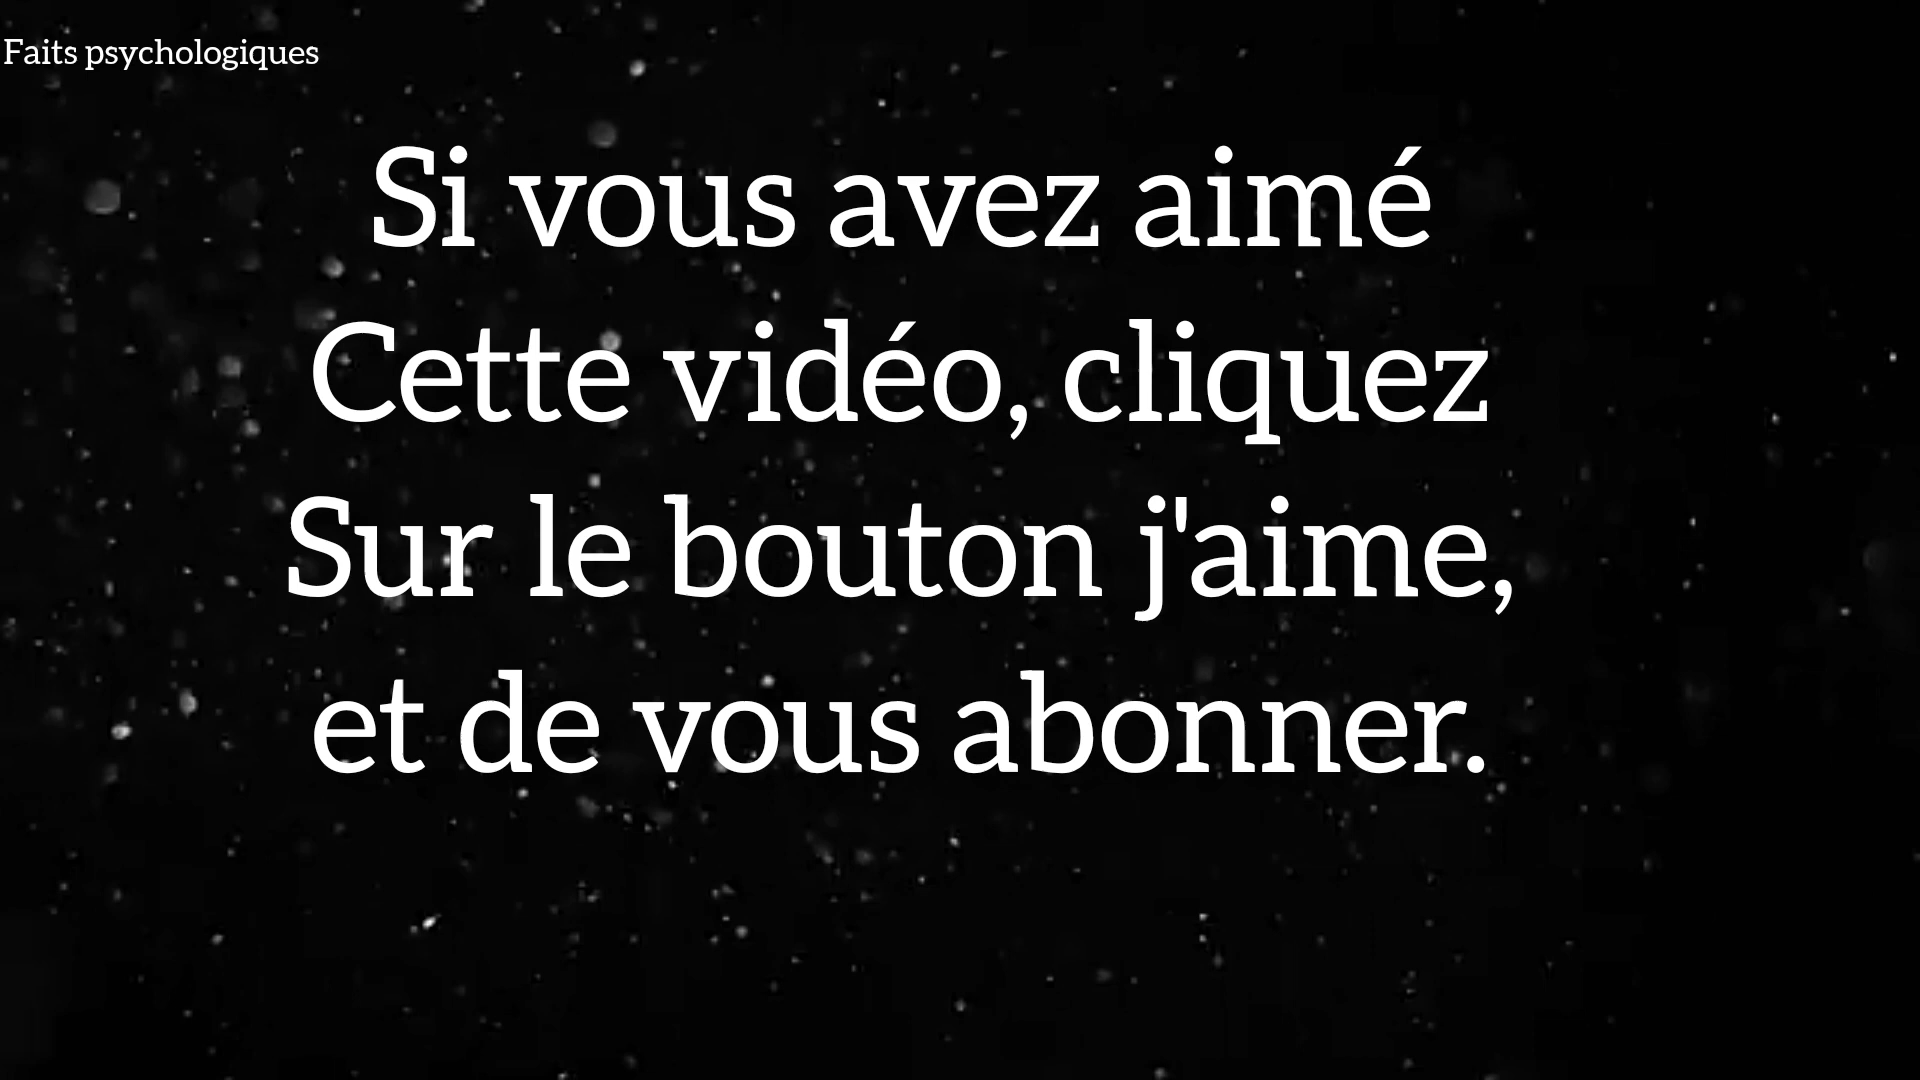 Faits psychologiques
Si vous avez aimé
Cette vidéo, cliquez
Sur le bouton j'aime,
et de vous abonner.